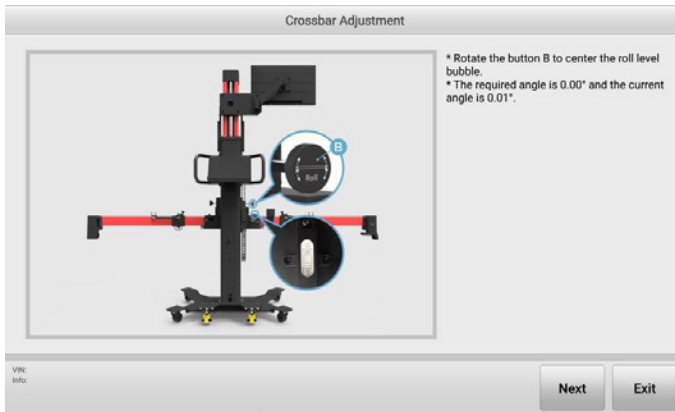 Crossbar Adjustment
* Rotate the button B to center the roll level
bubble.
* The required angle is 0.00° and the current
angle is 0.01°.
B
Roll
VIN:
Info:
Next
Exit